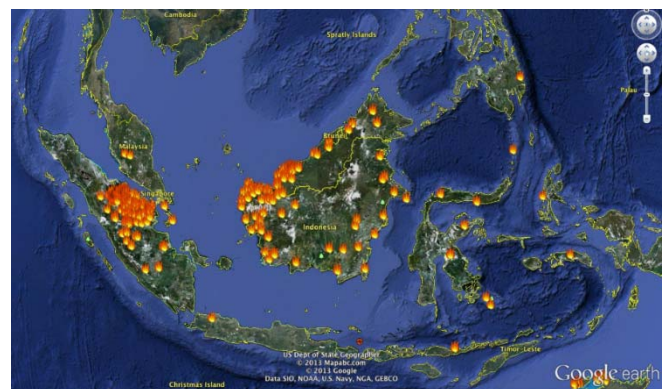 Cambodia
Spratly Islands
Palau
Malaysia
Brunei
Singapore
Indonesia
Timor-Leste
US Dept of State Geographer
© 2013 Mapabc.com
© 2013 Google
Data SIO, NOAA, U.S. Navy, NGA, GEBCO
Christmas Island
Google earth